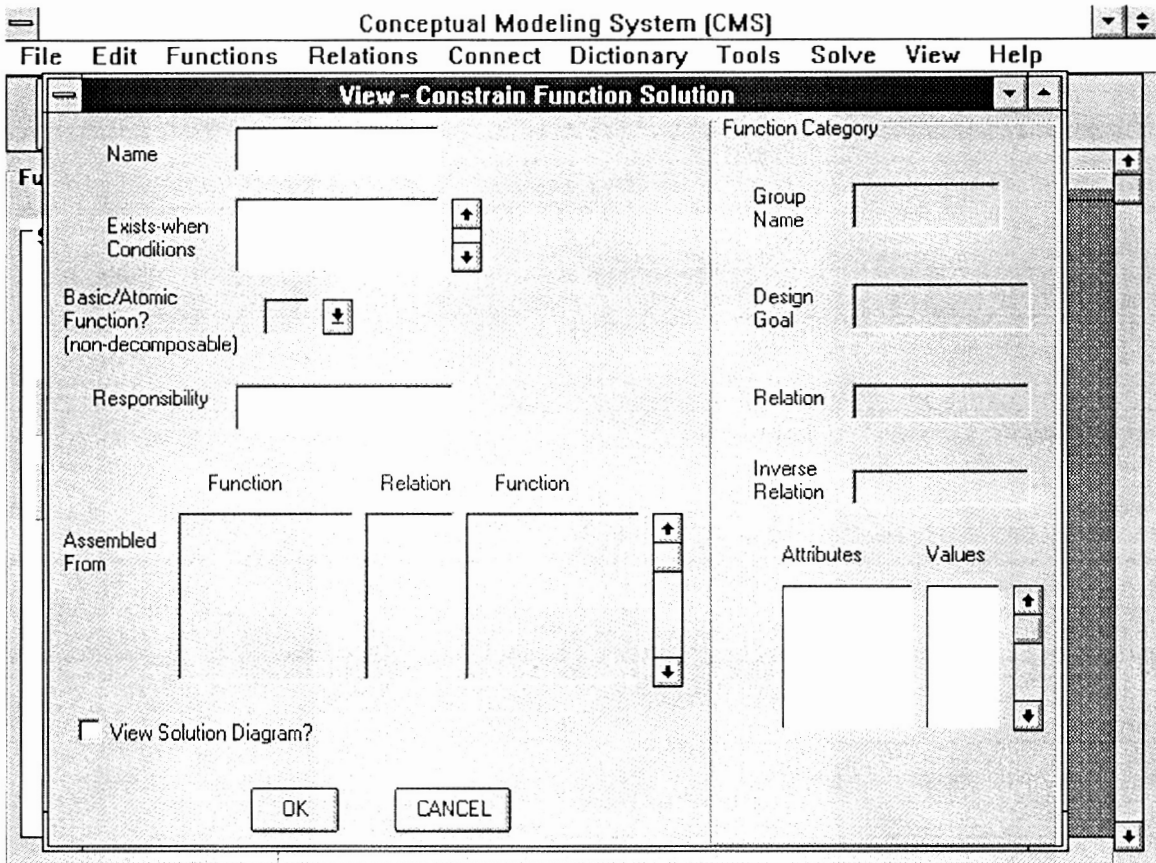 Conceptual Modeling System (CMS)
File Edit Functions Relations Connect Dictionary Tools Solve View Help
View - Constrain Function Solution
Fu
Name
Exists-when
Conditions
Basic/Atomic
Function?
(non-decomposable)
Responsibility
Function Relation Function
Assembled
From
View Solution Diagram?
OK CANCEL
Function Category
Group
Name
Design
Goal
Relation
Inverse
Relation
Attributes Values